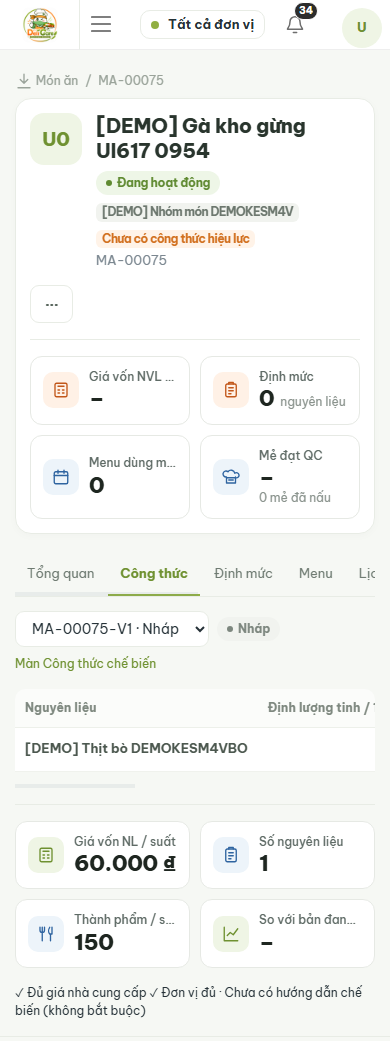 Tất cả đơn vị
34
U
Món ăn / MA-00075
U0
[DEMO] Gà kho gừng
UI617 0954
Đang hoạt động
[DEMO] Nhóm món DEMOKESM4V
Chưa có công thức hiệu lực
MA-00075
...
Giá vốn NVL ...
–
Định mức
0 nguyên liệu
Menu dùng m...
0
Mẻ đạt QC
–
0 mẻ đã nấu
Tổng quan
Công thức
Định mức
Menu
MA-00075-V1 · Nháp
Nháp
Màn Công thức chế biến
Nguyên liệu
Định lượng tinh /
[DEMO] Thịt bò DEMOKESM4VBO
Giá vốn NL / suất
60.000 ₫
Số nguyên liệu
1
Thành phẩm / s...
150
So với bản đan...
–
✓ Đủ giá nhà cung cấp ✓ Đơn vị đủ · Chưa có hướng dẫn chế
biến (không bắt buộc)